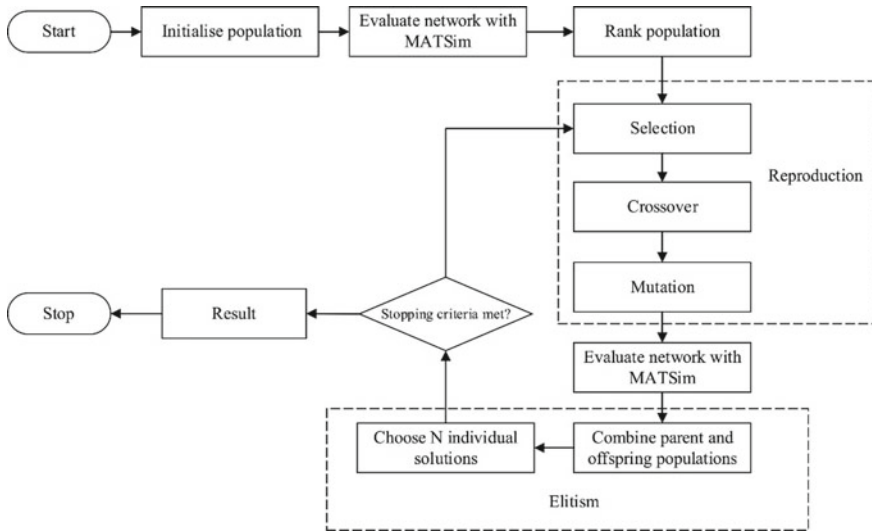 Start
Initialise population
Evaluate network with
MATSim
Rank population
Selection
Reproduction
Crossover
Mutation
Stop
Result
Stopping criteria met?
Evaluate network with
MATSim
Choose N individual
solutions
Combine parent and
offspring populations
Elitism